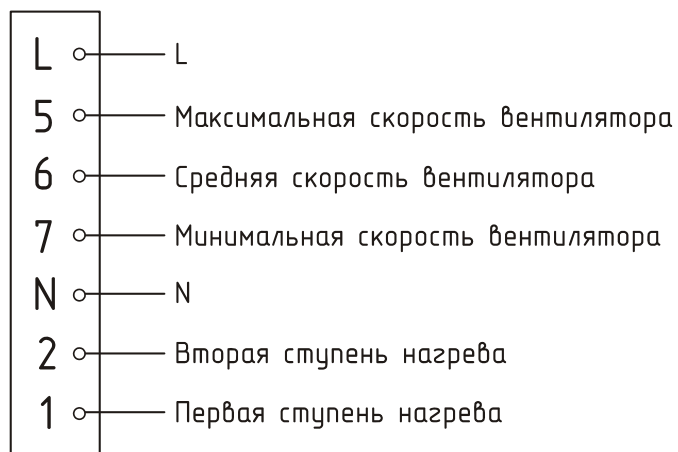 L L
5 Максимальная скорость вентилятора
6 Средняя скорость вентилятора
7 Минимальная скорость вентилятора
N N
2 Вторая ступень нагрева
1 Первая ступень нагрева